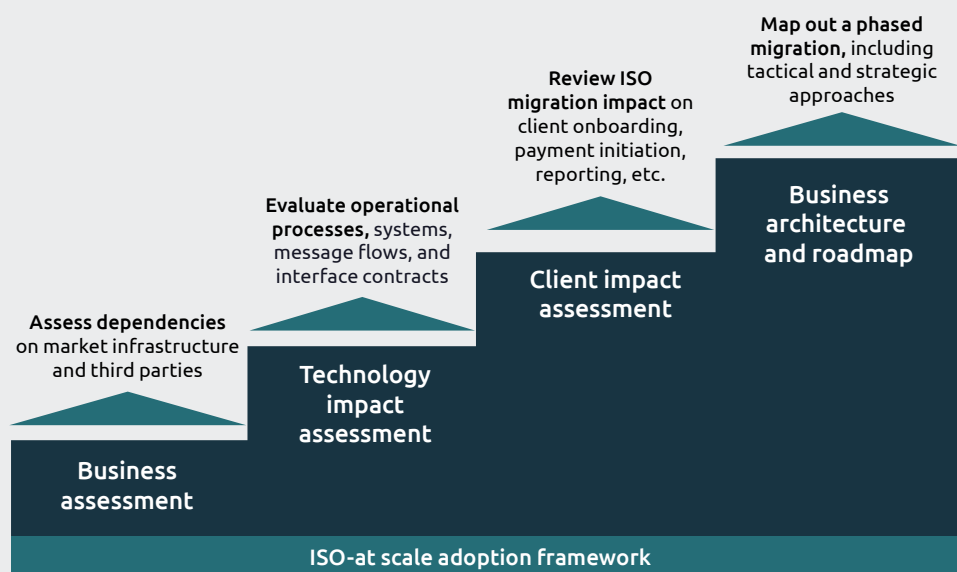 Assess dependencies
on market infrastructure
and third parties
Business
assessment
Evaluate operational
processes, systems,
message flows, and
interface contracts
Technology
impact
assessment
Review ISO
migration impact on
client onboarding,
payment initiation,
reporting, etc.
Client impact
assessment
Map out a phased
migration, including
tactical and strategic
approaches
Business
architecture
and roadmap
ISO-at scale adoption framework